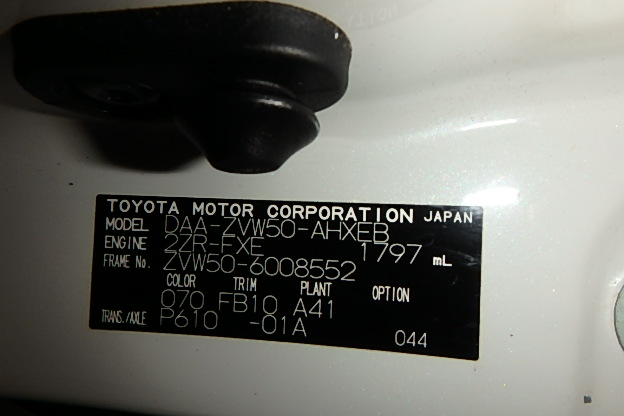 TOYOTA MOTOR CORPORATION JAPAN
MODEL DAA-ZVW50-AHXEB
ENGINE 2ZR-FXE 1797 mL
FRAME No. ZVW50-6008552
COLOR TRIM PLANT OPTION
070 FB10 A41
TRANS./AXLE P610 -01A
044